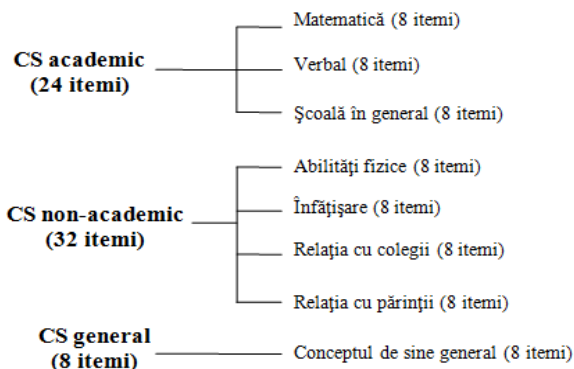 CS academic
(24 itemi)
Matematică (8 itemi)
Verbal (8 itemi)
Şcoală în general (8 itemi)
CS non-academic
(32 itemi)
Abilităţi fizice (8 itemi)
Înfăţişare (8 itemi)
Relaţia cu colegii (8 itemi)
Relaţia cu părinţii (8 itemi)
CS general
(8 itemi)
Conceptul de sine general (8 itemi)